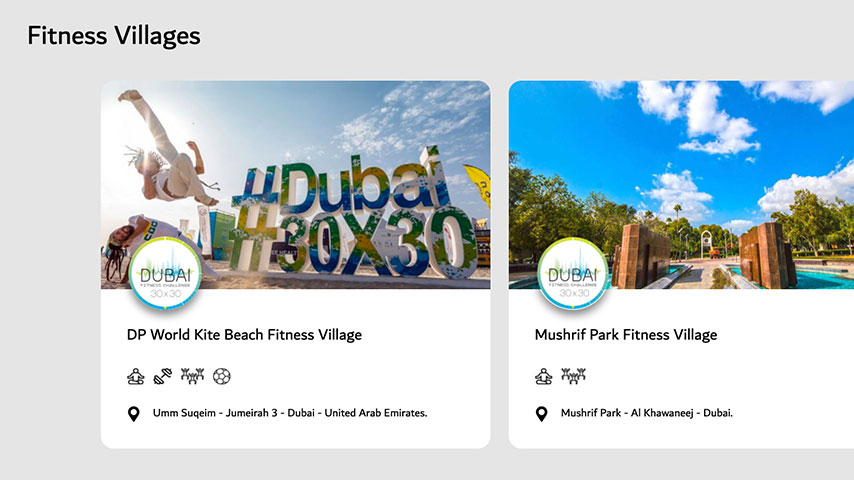 Fitness Villages
#Dubai
#30X30
DUBAI
FITNESS CHALLENGE
30x30
DP World Kite Beach Fitness Village
Umm Suqeim - Jumeirah 3 - Dubai - United Arab Emirates.
DUBAI
FITNESS CHALLENGE
30x30
Mushrif Park Fitness Village
Mushrif Park - Al Khawaneej - Dubai.